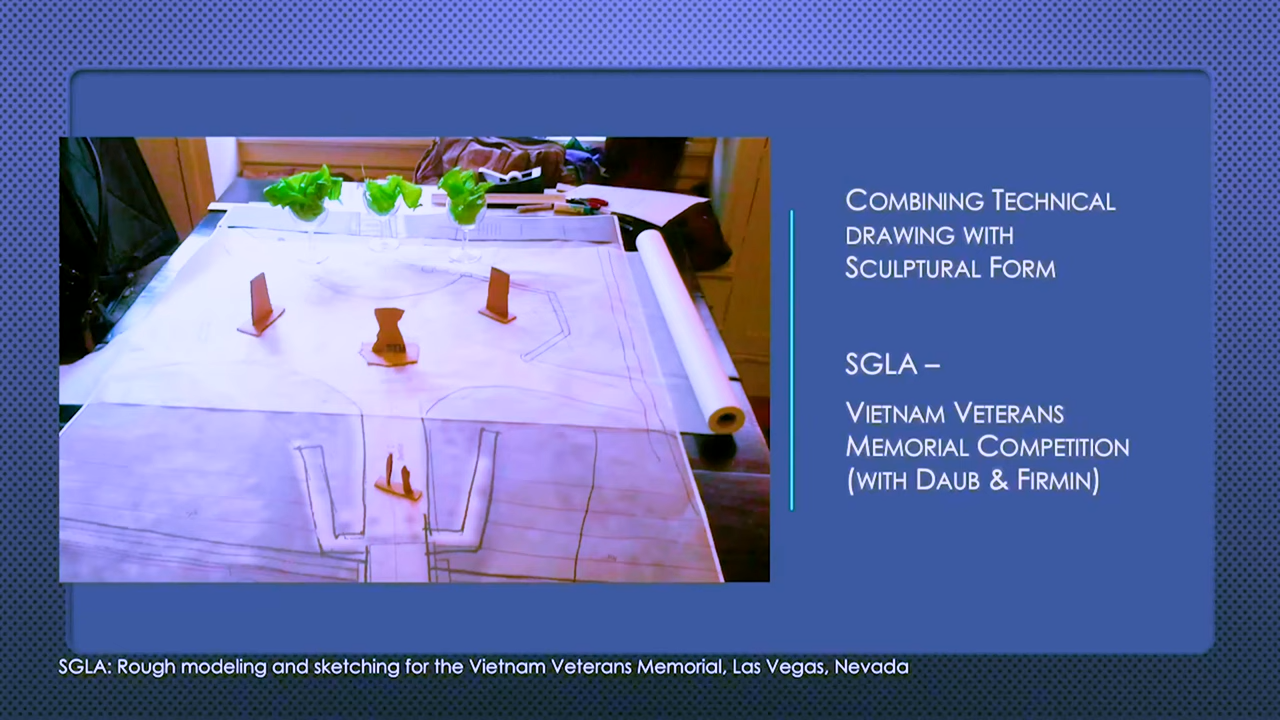 Combining Technical
drawing with
Sculptural Form
SGLA –
Vietnam Veterans
Memorial Competition
(with Daub & Firmin)
SGLA: Rough modeling and sketching for the Vietnam Veterans Memorial, Las Vegas, Nevada